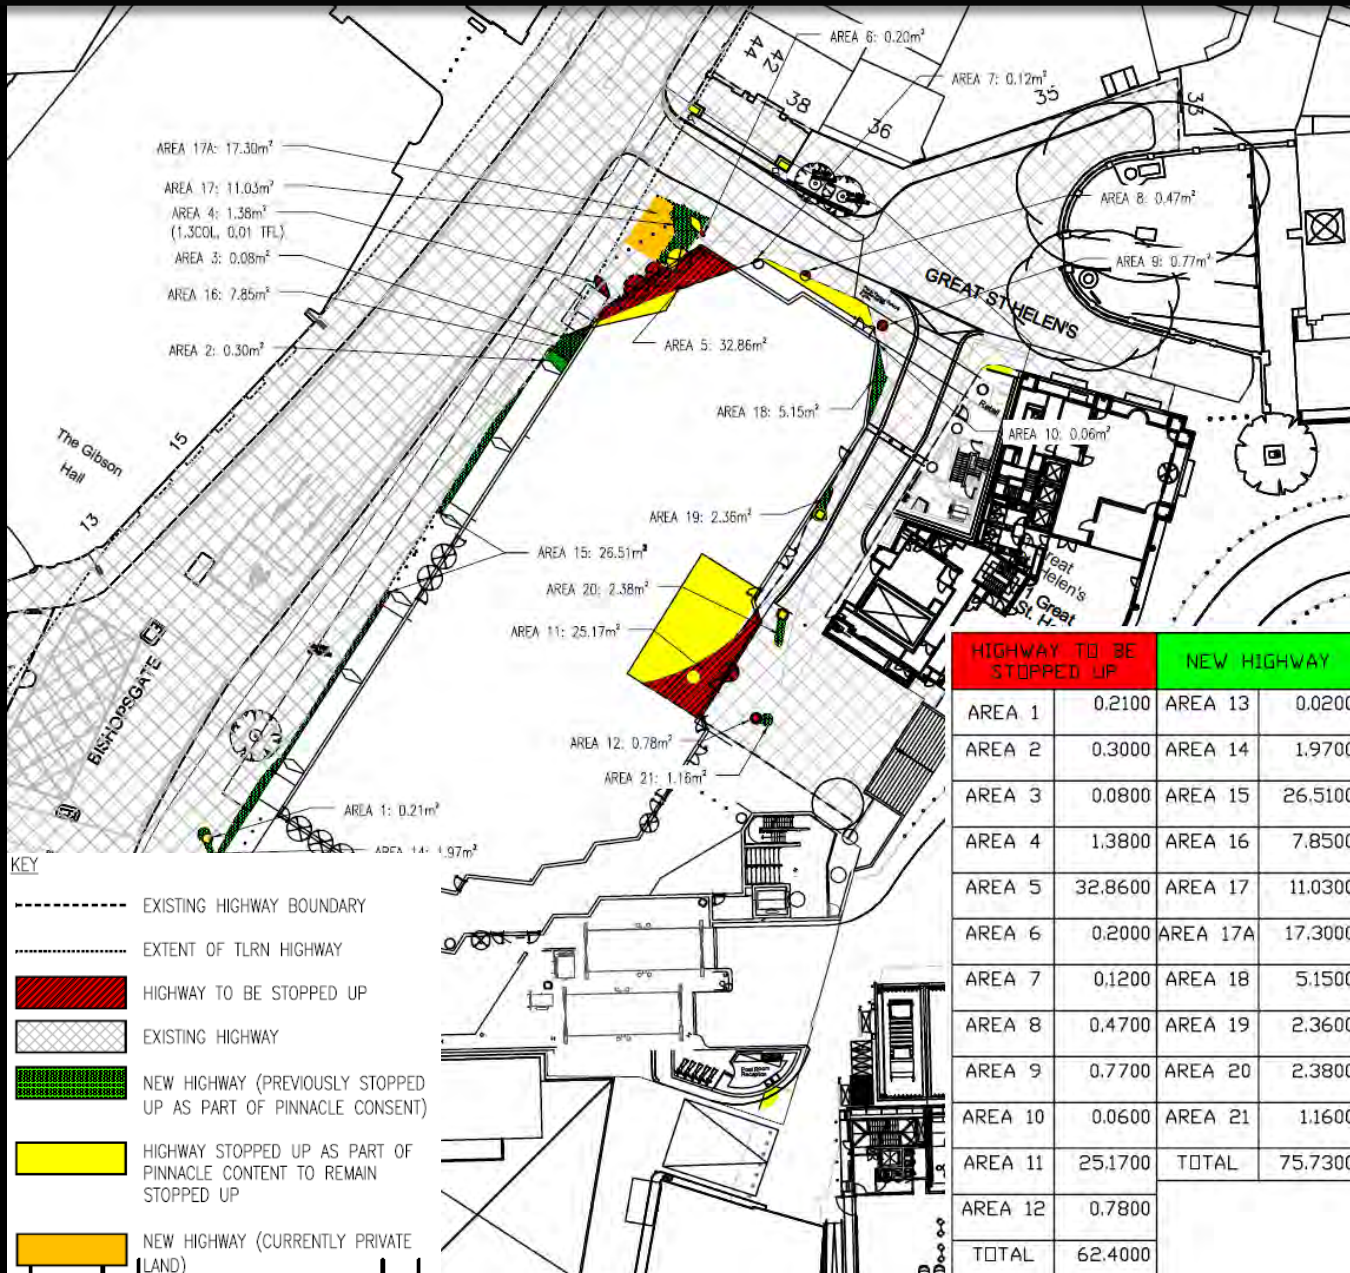 AREA 6: 0.20m²
AREA 7: 0.12m²
44
42
38
36
35
33
AREA 17A: 17.30m²
AREA 17: 11.03m²
AREA 4: 1.38m²
(1.3COL, 0.01 TFL)
AREA 3: 0.08m²
AREA 16: 7.85m²
AREA 2: 0.30m²
AREA 8: 0.47m²
AREA 9: 0.77m²
GREAT ST HELEN'S
AREA 5: 32.86m²
AREA 18: 5.15m²
Retail
AREA 10: 0.06m²
The Gibson
Hall
15
13
AREA 19: 2.36m²
AREA 15: 26.51m²
AREA 20: 2.38m²
AREA 11: 25.17m²
reat
Helen's
1 Great
St. H
BISHOPSGATE
AREA 12: 0.78m²
AREA 21: 1.16m²
AREA 1: 0.21m²
AREA 14: 1.97m²
Post Room
Reception
KEY
EXISTING HIGHWAY BOUNDARY
EXTENT OF TLRN HIGHWAY
HIGHWAY TO BE STOPPED UP
EXISTING HIGHWAY
NEW HIGHWAY (PREVIOUSLY STOPPED
UP AS PART OF PINNACLE CONSENT)
HIGHWAY STOPPED UP AS PART OF
PINNACLE CONTENT TO REMAIN
STOPPED UP
NEW HIGHWAY (CURRENTLY PRIVATE
LAND)
HIGHWAY TO BE
STOPPED UP
NEW HIGHWAY
AREA 1 0.2100 AREA 13 0.0200
AREA 2 0.3000 AREA 14 1.9700
AREA 3 0.0800 AREA 15 26.5100
AREA 4 1.3800 AREA 16 7.8500
AREA 5 32.8600 AREA 17 11.0300
AREA 6 0.2000 AREA 17A 17.3000
AREA 7 0.1200 AREA 18 5.1500
AREA 8 0.4700 AREA 19 2.3600
AREA 9 0.7700 AREA 20 2.3800
AREA 10 0.0600 AREA 21 1.1600
AREA 11 25.1700 TOTAL 75.7300
AREA 12 0.7800
TOTAL 62.4000